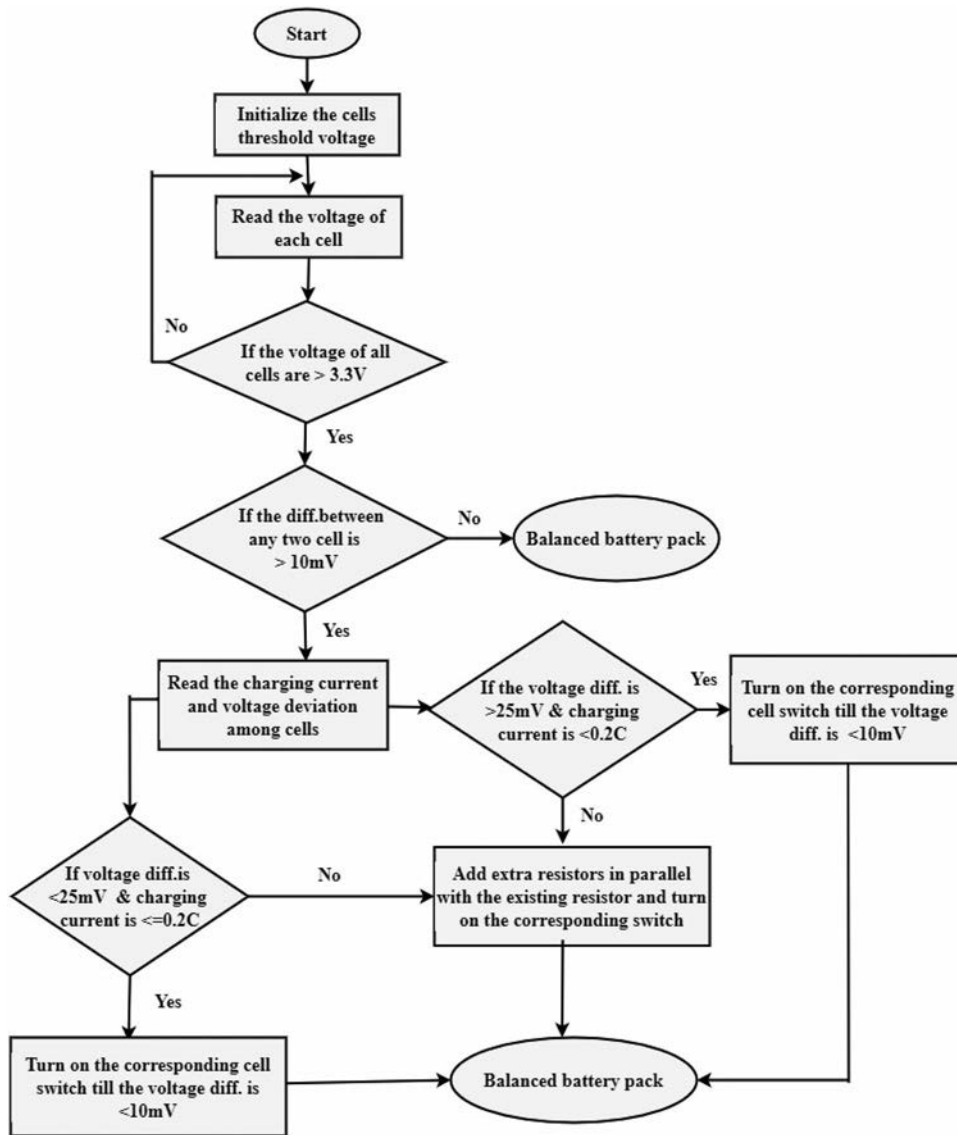 Start
Initialize the cells
threshold voltage
Read the voltage of
each cell
No
If the voltage of all
cells are > 3.3V
Yes
If the diff.between
any two cell is
> 10mV
No
Balanced battery pack
Yes
Read the charging current
and voltage deviation
among cells
If the voltage diff. is
>25mV & charging
current is <0.2C
Yes
Turn on the corresponding
cell switch till the voltage
diff. is <10mV
No
If voltage diff.is
<25mV & charging
current is <=0.2C
No
Add extra resistors in parallel
with the existing resistor and turn
on the corresponding switch
Yes
Turn on the corresponding cell
switch till the voltage diff. is
<10mV
Balanced battery pack